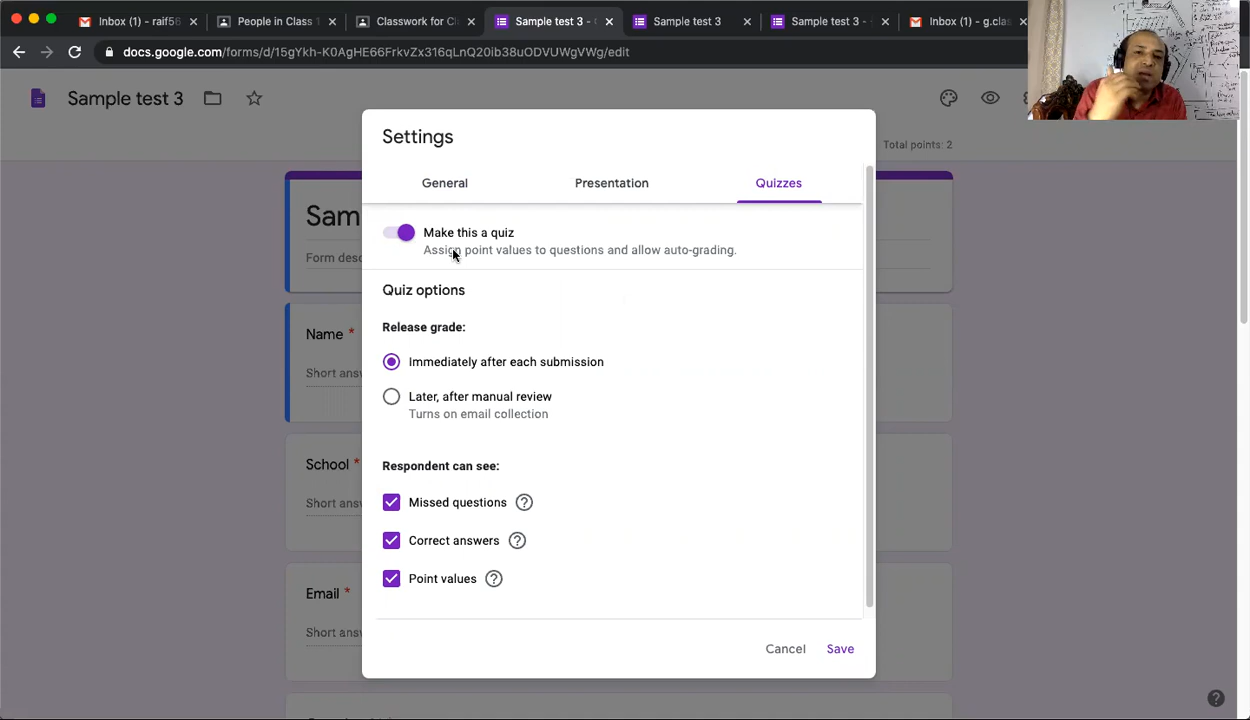 Inbox (1) - raif56
People in Class 1
Classwork for Cl
Sample test 3 -
Sample test 3
Sample test 3 -
Inbox (1) - g.clas
docs.google.com/forms/d/15gYkh-K0AgHE66FrkvZx316qLnQ20ib38uODVUWgVWg/edit
Sample test 3
Total points: 2
Settings
General
Presentation
Quizzes
Sam
Form desc
Make this a quiz
Assign point values to questions and allow auto-grading.
Quiz options
Name *
Short answ
Release grade:
Immediately after each submission
Later, after manual review
Turns on email collection
School *
Short answ
Respondent can see:
Missed questions
Correct answers
Point values
Email *
Short answ
Cancel
Save